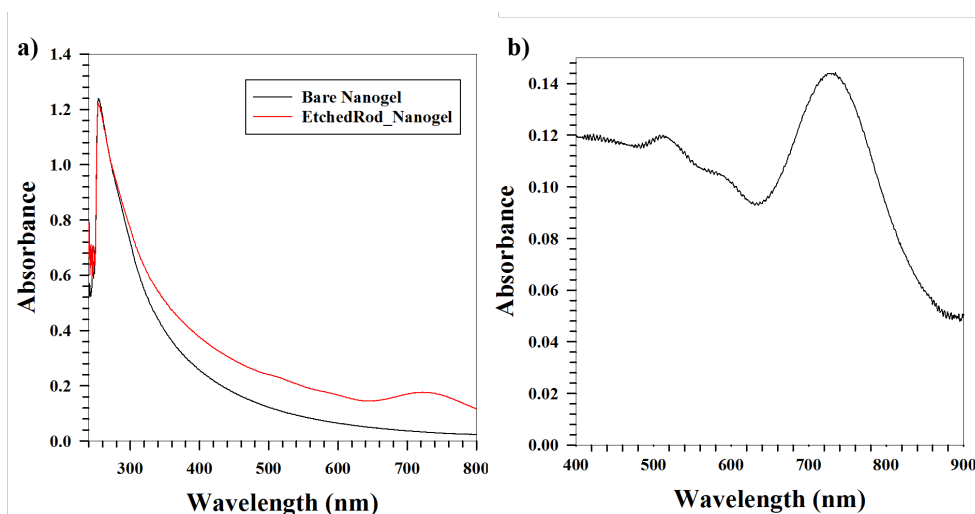 a)
1.4
1.2
1.0
0.8
0.6
0.4
0.2
0.0
Absorbance
Bare Nanogel
EtchedRod_Nanogel
300 400 500 600 700 800
Wavelength (nm)
b)
0.14
0.12
0.10
0.08
0.06
0.04
0.02
0.00
Absorbance
400 500 600 700 800 900
Wavelength (nm)